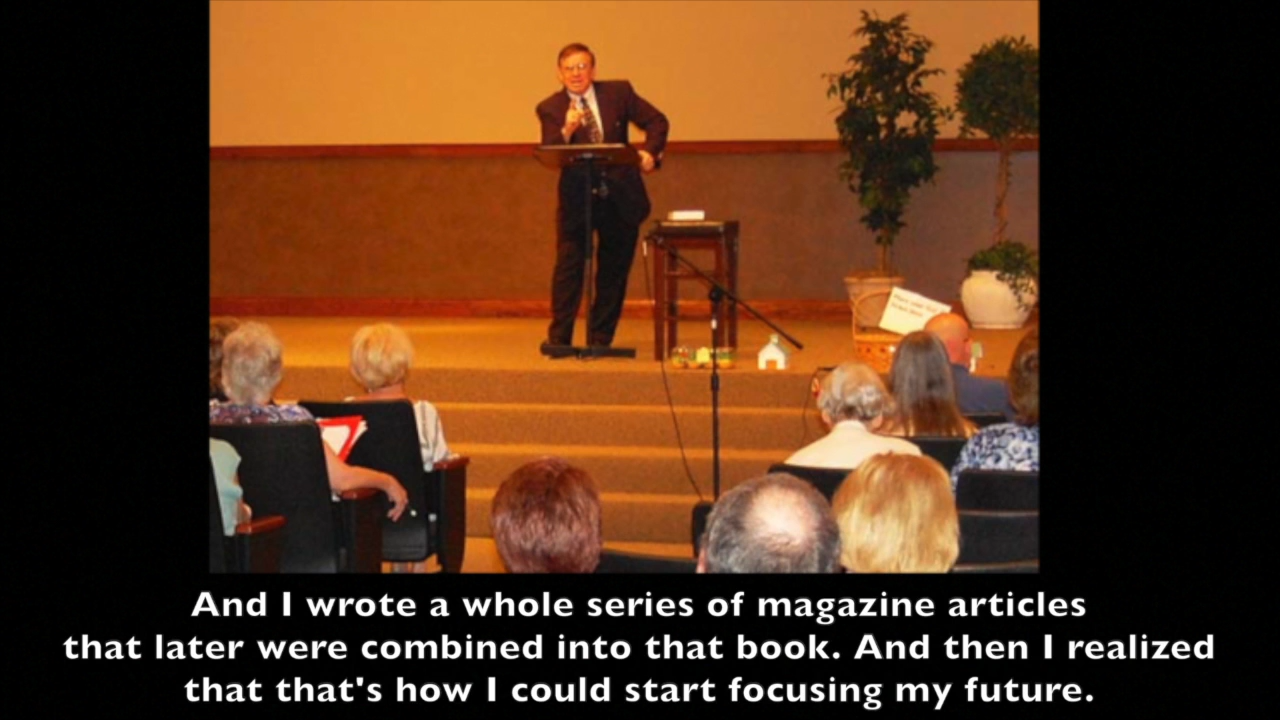 And I wrote a whole series of magazine articles
that later were combined into that book. And then I realized
that that's how I could start focusing my future.